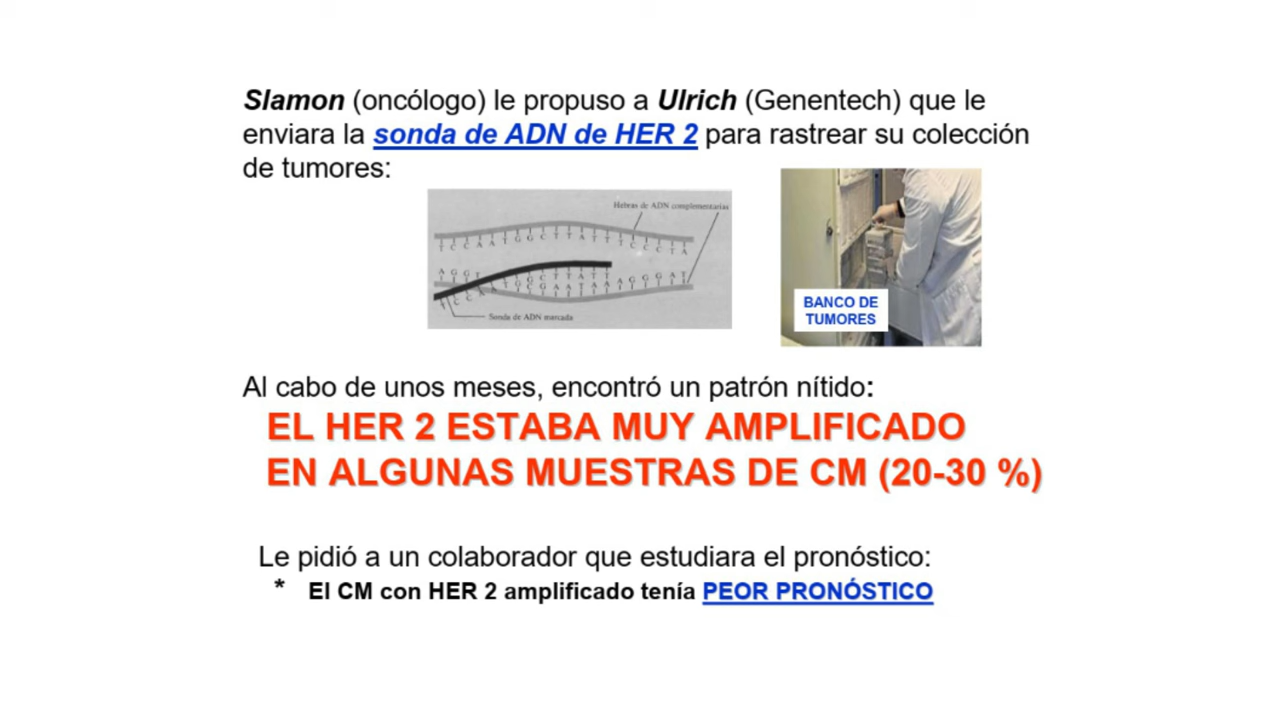 Slamon (oncólogo) le propuso a Ulrich (Genentech) que le
enviara la sonda de ADN de HER 2 para rastrear su colección
de tumores:
Hebras de ADN complementarias
T C C A A T G G C T T A T T T C C C T A
A G G T
G C T T A T T
A G G G A T
T C C A A T G C G A A T A A
Sonda de ADN marcada
BANCO DE
TUMORES
Al cabo de unos meses, encontró un patrón nítido:
EL HER 2 ESTABA MUY AMPLIFICADO
EN ALGUNAS MUESTRAS DE CM (20-30 %)
Le pidió a un colaborador que estudiara el pronóstico:
* El CM con HER 2 amplificado tenía PEOR PRONÓSTICO